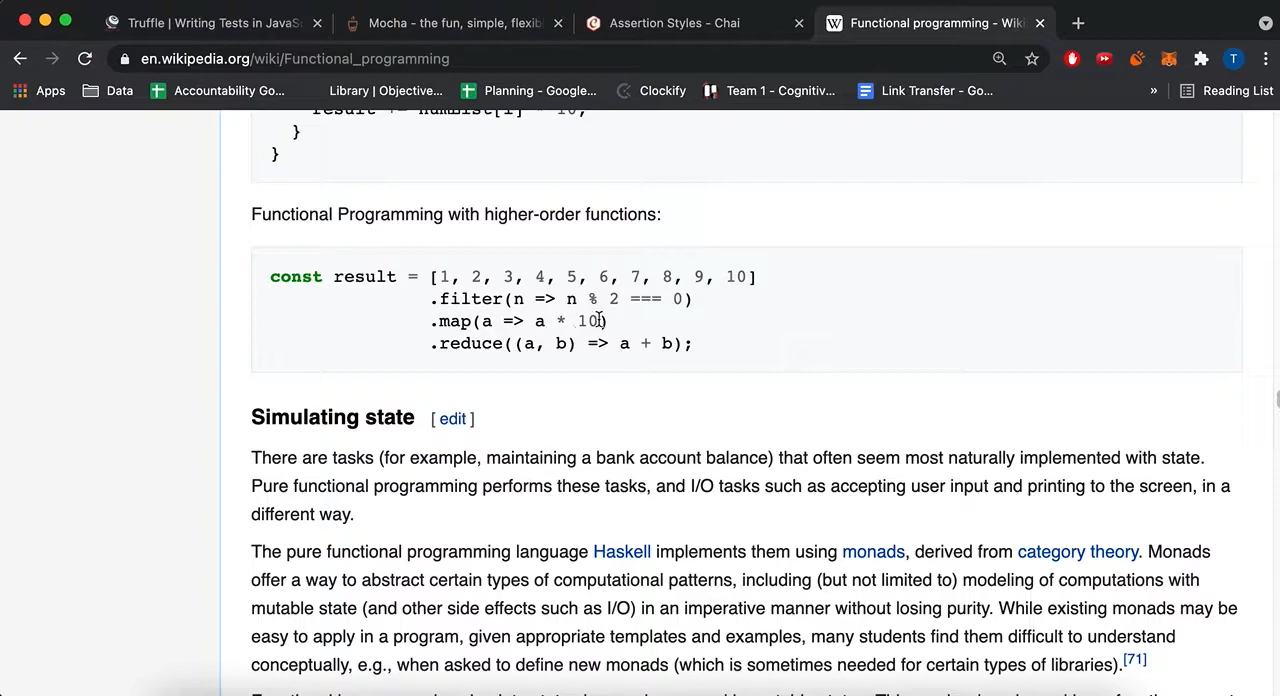 Truffle | Writing Tests in JavaSc
Mocha - the fun, simple, flexib
Assertion Styles - Chai
Functional programming - Wiki
en.wikipedia.org/wiki/Functional_programming
T
Apps
Data
Accountability Go...
Library | Objective...
Planning - Google...
Clockify
Team 1 - Cognitiv...
Link Transfer - Go...
»
Reading List
}
}
Functional Programming with higher-order functions:
const result = [1, 2, 3, 4, 5, 6, 7, 8, 9, 10]
.filter(n => n % 2 === 0)
.map(a => a * 10)
.reduce((a, b) => a + b);
Simulating state [ edit ]
There are tasks (for example, maintaining a bank account balance) that often seem most naturally implemented with state.
Pure functional programming performs these tasks, and I/O tasks such as accepting user input and printing to the screen, in a
different way.
The pure functional programming language Haskell implements them using monads, derived from category theory. Monads
offer a way to abstract certain types of computational patterns, including (but not limited to) modeling of computations with
mutable state (and other side effects such as I/O) in an imperative manner without losing purity. While existing monads may be
easy to apply in a program, given appropriate templates and examples, many students find them difficult to understand
conceptually, e.g., when asked to define new monads (which is sometimes needed for certain types of libraries).[71]